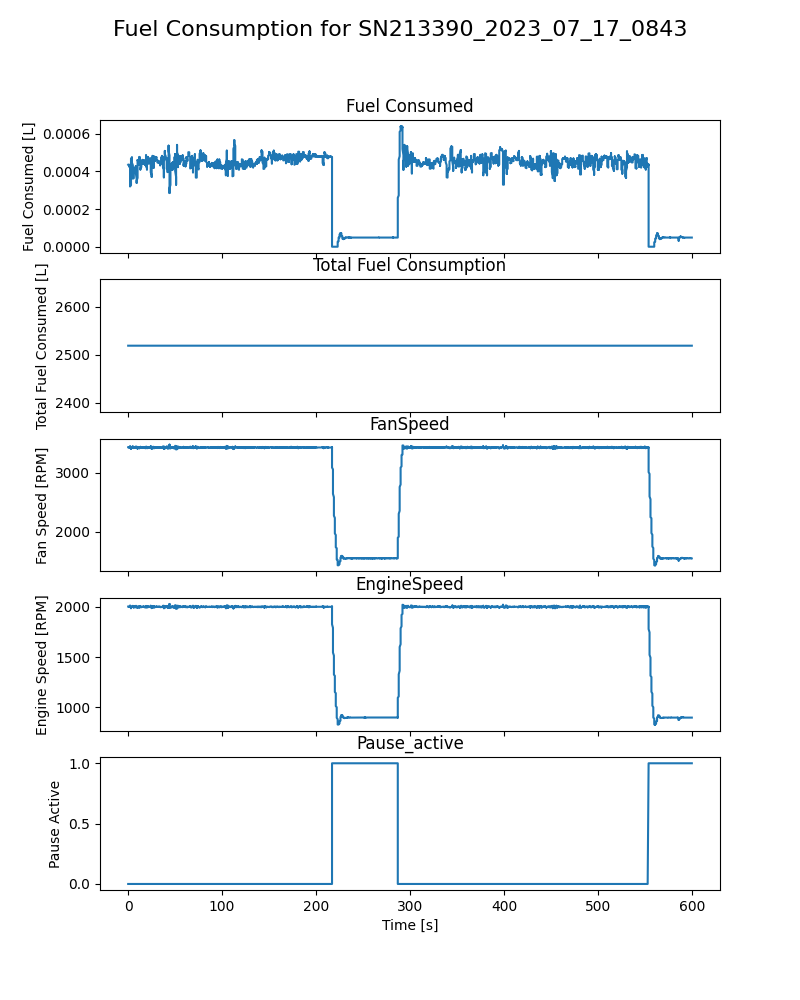 Fuel Consumption for SN213390_2023_07_17_0843
Fuel Consumed
Fuel Consumed [L]
0.0006
0.0004
0.0002
0.0000
Total Fuel Consumption
Total Fuel Consumed [L]
2600
2500
2400
FanSpeed
Fan Speed [RPM]
3000
2000
EngineSpeed
Engine Speed [RPM]
2000
1500
1000
Pause_active
Pause Active
1.0
0.5
0.0
0 100 200 300 400 500 600
Time [s]